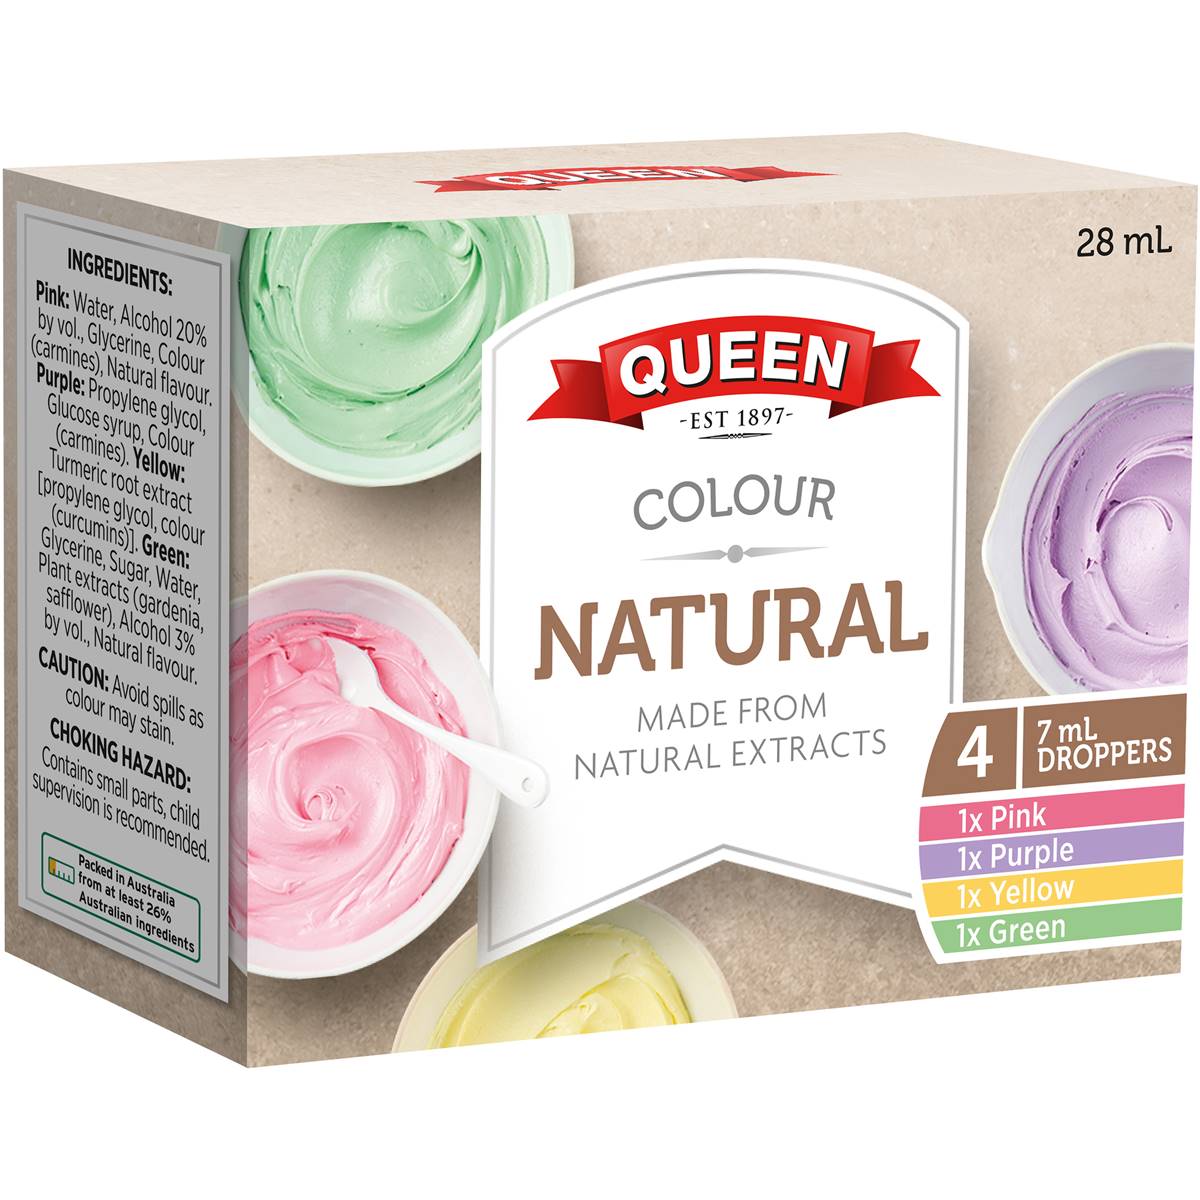 QUEEN
28 mL
QUEEN
-EST 1897-
COLOUR
NATURAL
MADE FROM
NATURAL EXTRACTS
4
7 mL
DROPPERS
1x Pink
1x Purple
1x Yellow
1x Green
INGREDIENTS:
Pink: Water, Alcohol 20%
by vol., Glycerine, Colour
(carmines), Natural flavour.
Purple: Propylene glycol,
Glucose syrup, Colour
(carmines). Yellow:
Turmeric root extract
[propylene glycol, colour
(curcumins)]. Green:
Glycerine, Sugar, Water,
Plant extracts (gardenia,
safflower), Alcohol 3%
by vol., Natural flavour.
CAUTION: Avoid spills as
colour may stain.
CHOKING HAZARD:
Contains small parts, child
supervision is recommended.
Packed in Australia
from at least 26%
Australian ingredients